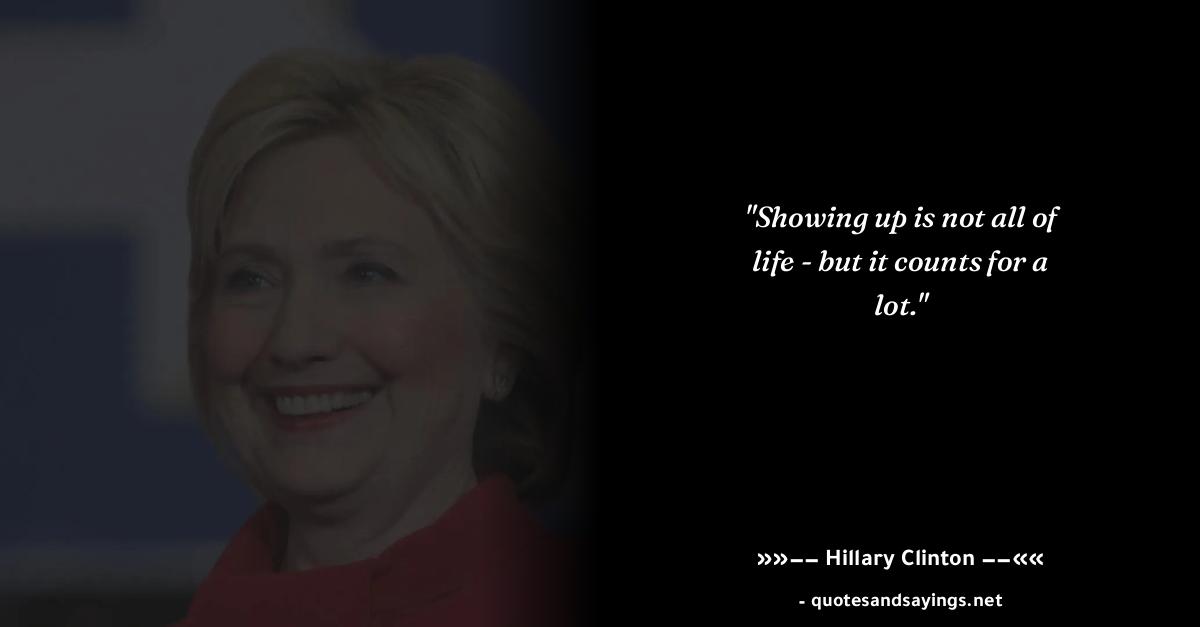 "Showing up is not all of
life - but it counts for a
lot."
»»−− Hillary Clinton −−««
- quotesandsayings.net